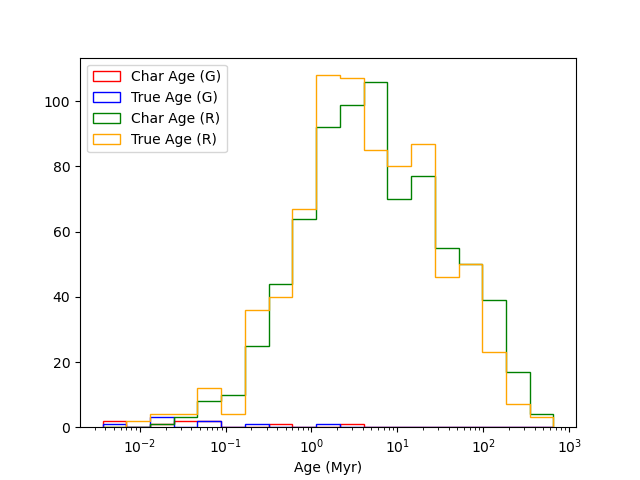 Char Age (G)
True Age (G)
Char Age (R)
True Age (R)
100
80
60
40
20
0
10⁻² 10⁻¹ 10⁰ 10¹ 10² 10³
Age (Myr)